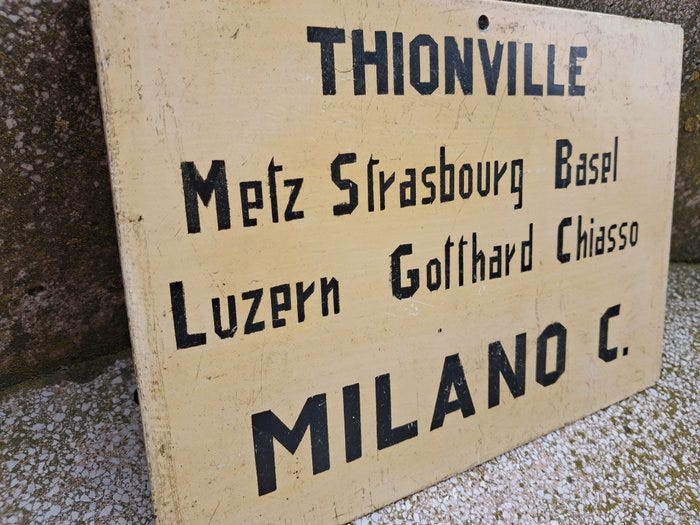 THIONVILLE
Metz Strasbourg Basel
Luzern Gotthard Chiasso
MILANO C.